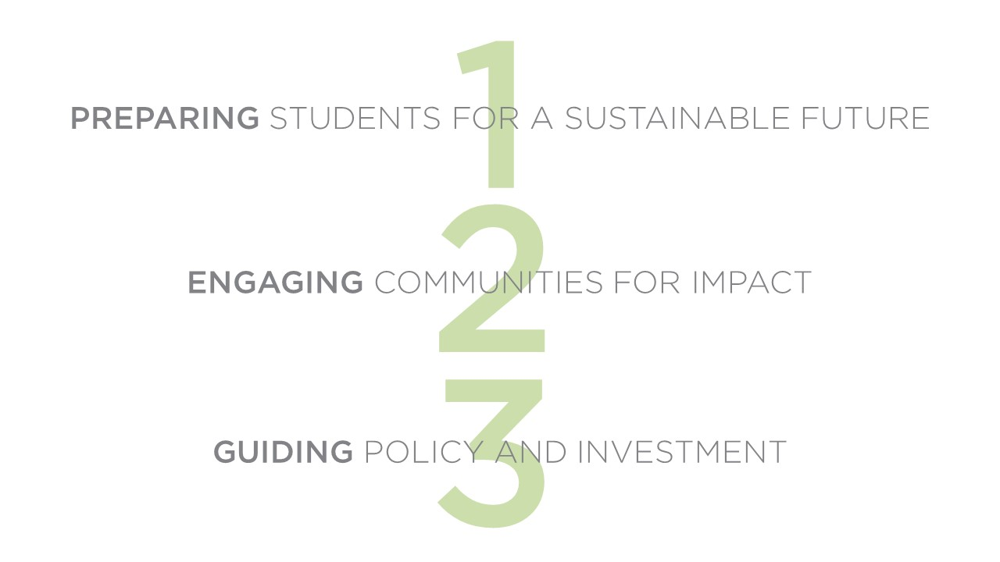 1
PREPARING STUDENTS FOR A SUSTAINABLE FUTURE
2
ENGAGING COMMUNITIES FOR IMPACT
3
GUIDING POLICY AND INVESTMENT